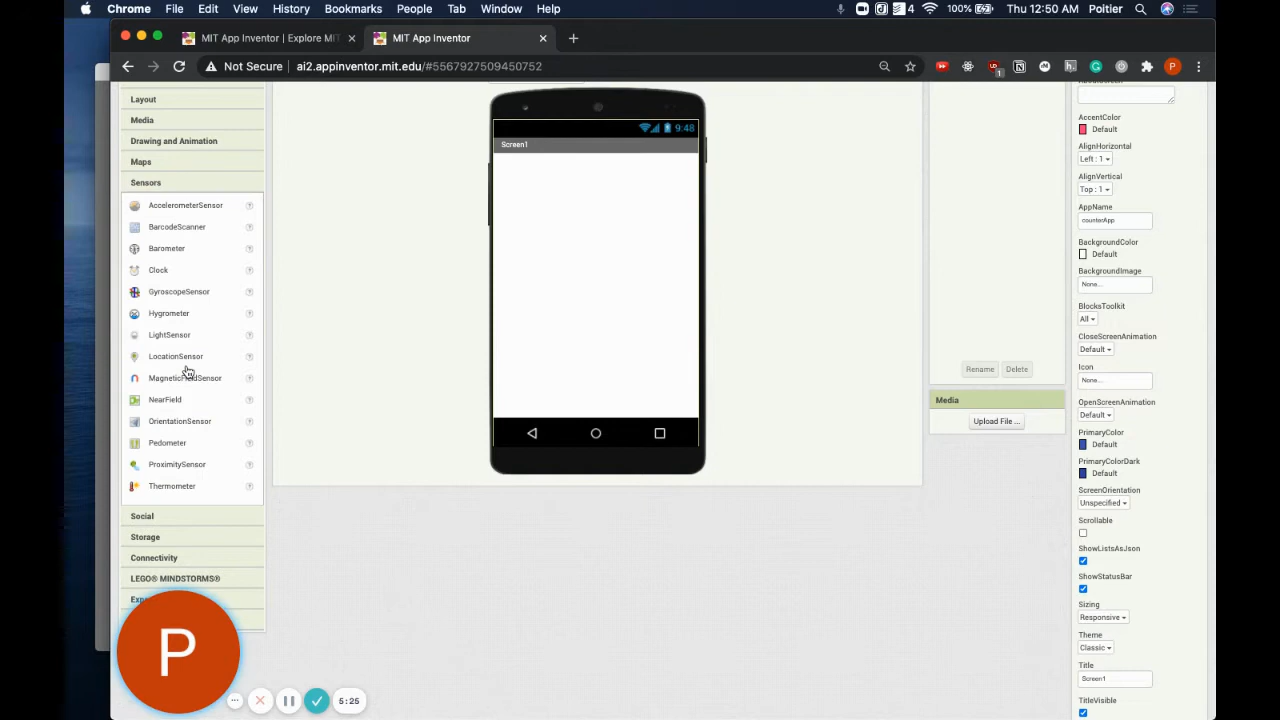 Chrome File Edit View History Bookmarks People Tab Window Help
4 100% Thu 12:50 AM Poitier
MIT App Inventor | Explore MIT
MIT App Inventor
Not Secure | ai2.appinventor.mit.edu/#5567927509450752
Layout
Media
Drawing and Animation
Maps
Sensors
AccelerometerSensor
BarcodeScanner
Barometer
Clock
GyroscopeSensor
Hygrometer
LightSensor
LocationSensor
MagneticFieldSensor
NearField
OrientationSensor
Pedometer
ProximitySensor
Thermometer
Social
Storage
Connectivity
LEGO® MINDSTORMS®
P
5:25
9:48
Screen1
Rename Delete
Media
Upload File ...
AccentColor
Default
AlignHorizontal
Left : 1
AlignVertical
Top : 1
AppName
counterApp
BackgroundColor
Default
BackgroundImage
None...
BlocksToolkit
All
CloseScreenAnimation
Default
Icon
None...
OpenScreenAnimation
Default
PrimaryColor
Default
PrimaryColorDark
Default
ScreenOrientation
Unspecified
Scrollable
ShowListsAsJson
ShowStatusBar
Sizing
Responsive
Theme
Classic
Title
Screen1
TitleVisible